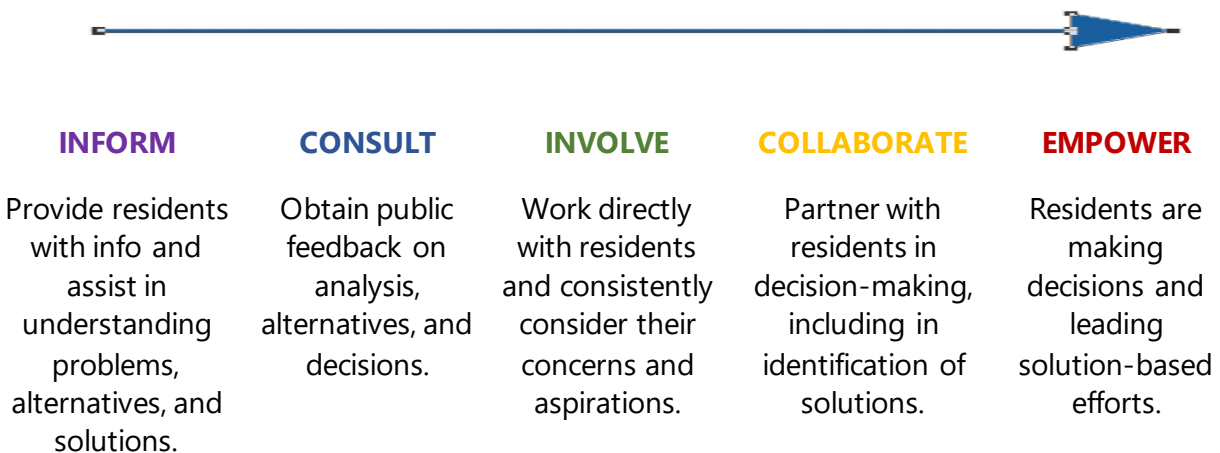 INFORM
Provide residents
with info and
assist in
understanding
problems,
alternatives, and
solutions.
CONSULT
Obtain public
feedback on
analysis,
alternatives, and
decisions.
INVOLVE
Work directly
with residents
and consistently
consider their
concerns and
aspirations.
COLLABORATE
Partner with
residents in
decision-making,
including in
identification of
solutions.
EMPOWER
Residents are
making
decisions and
leading
solution-based
efforts.